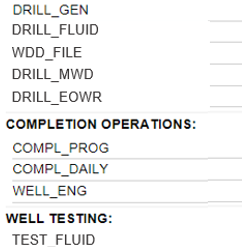 DRILL_GEN
DRILL_FLUID
WDD_FILE
DRILL_MWD
DRILL_EOWR
COMPLETION OPERATIONS:
COMPL_PROG
COMPL_DAILY
WELL_ENG
WELL TESTING:
TEST_FLUID